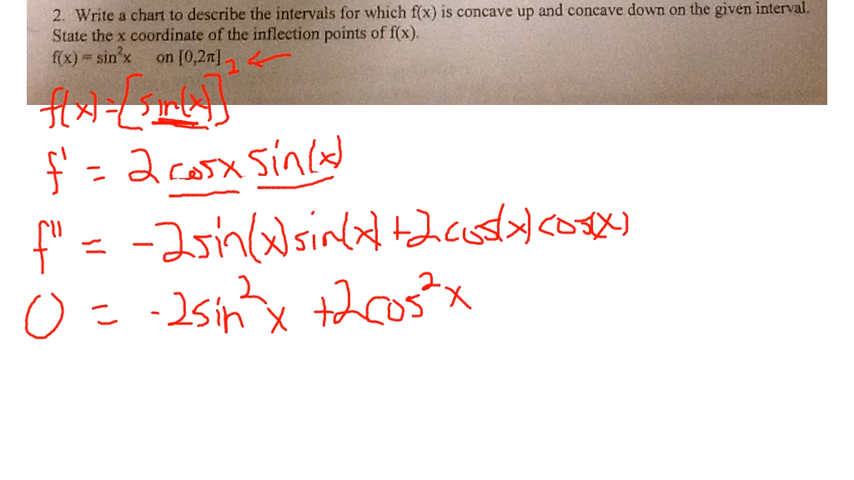 2. Write a chart to describe the intervals for which f(x) is concave up and concave down on the given interval.
State the x coordinate of the inflection points of f(x).
f(x) = sin²x on [0,2π]
f(x)=[sin(x)]²
f' = 2 cosx sin(x)
f'' = -2sin(x)sin(x)+2cos(x)cos(x)
0 = -2sin²x +2cos²x